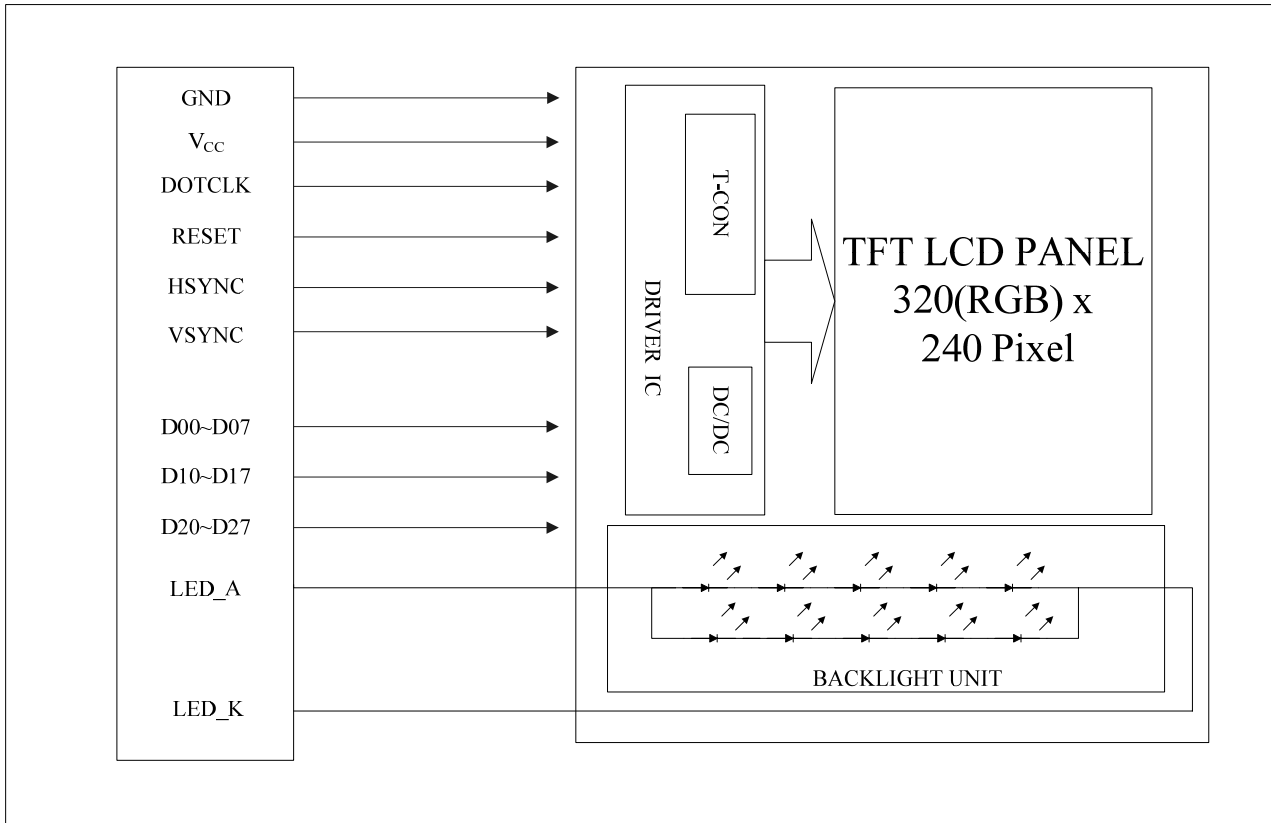 GND
VCC
DOTCLK
RESET
HSYNC
VSYNC
D00~D07
D10~D17
D20~D27
LED_A
LED_K
DRIVER IC
T-CON
DC/DC
TFT LCD PANEL
320(RGB) x
240 Pixel
BACKLIGHT UNIT